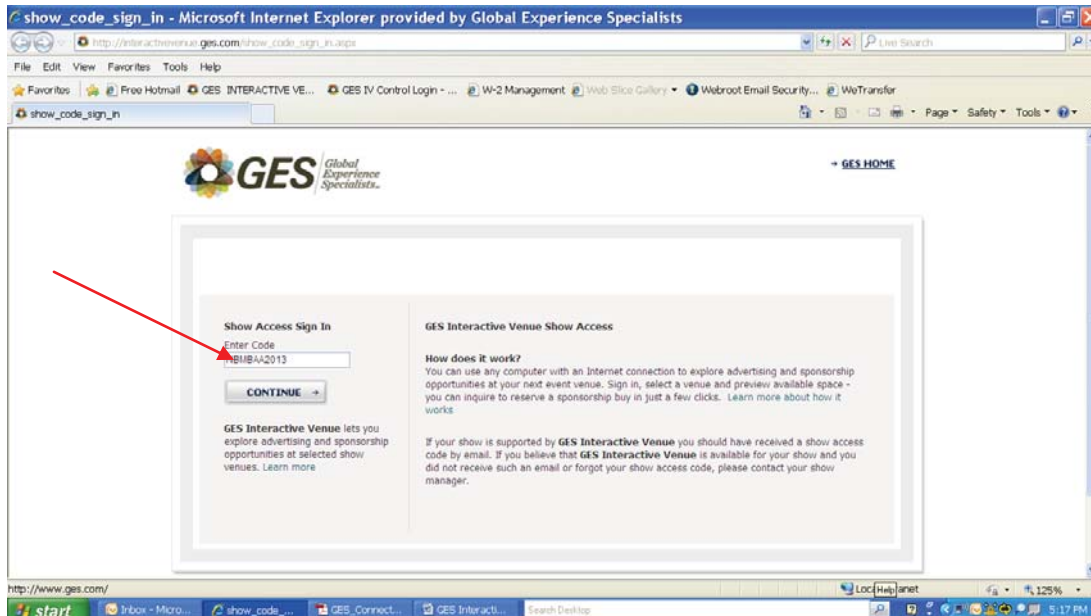 show_code_sign_in - Microsoft Internet Explorer provided by Global Experience Specialists
http://interactivevenue.ges.com/show_code_sign_in.aspx
Live Search
File Edit View Favorites Tools Help
Favorites Free Hotmail GES INTERACTIVE VE... GES IV Control Login - ... W-2 Management Web Slice Gallery Webroot Email Security... WeTransfer
show_code_sign_in
Page Safety Tools
GES Global
Experience
Specialists
GES HOME
Show Access Sign In
Enter Code
NBMBAA2013
CONTINUE
GES Interactive Venue lets you
explore advertising and sponsorship
opportunities at selected show
venues. Learn more
GES Interactive Venue Show Access
How does it work?
You can use any computer with an Internet connection to explore advertising and sponsorship
opportunities at your next event venue. Sign in, select a venue and preview available space -
you can inquire to reserve a sponsorship buy in just a few clicks. Learn more about how it
works
If your show is supported by GES Interactive Venue you should have received a show access
code by email. If you believe that GES Interactive Venue is available for your show and you
did not receive such an email or forgot your show access code, please contact your show
manager.
http://www.ges.com/
Help
125%
start Inbox - Micro... show_code_... GES_Connect... GES Interacti... Search Desktop 5:17 PM